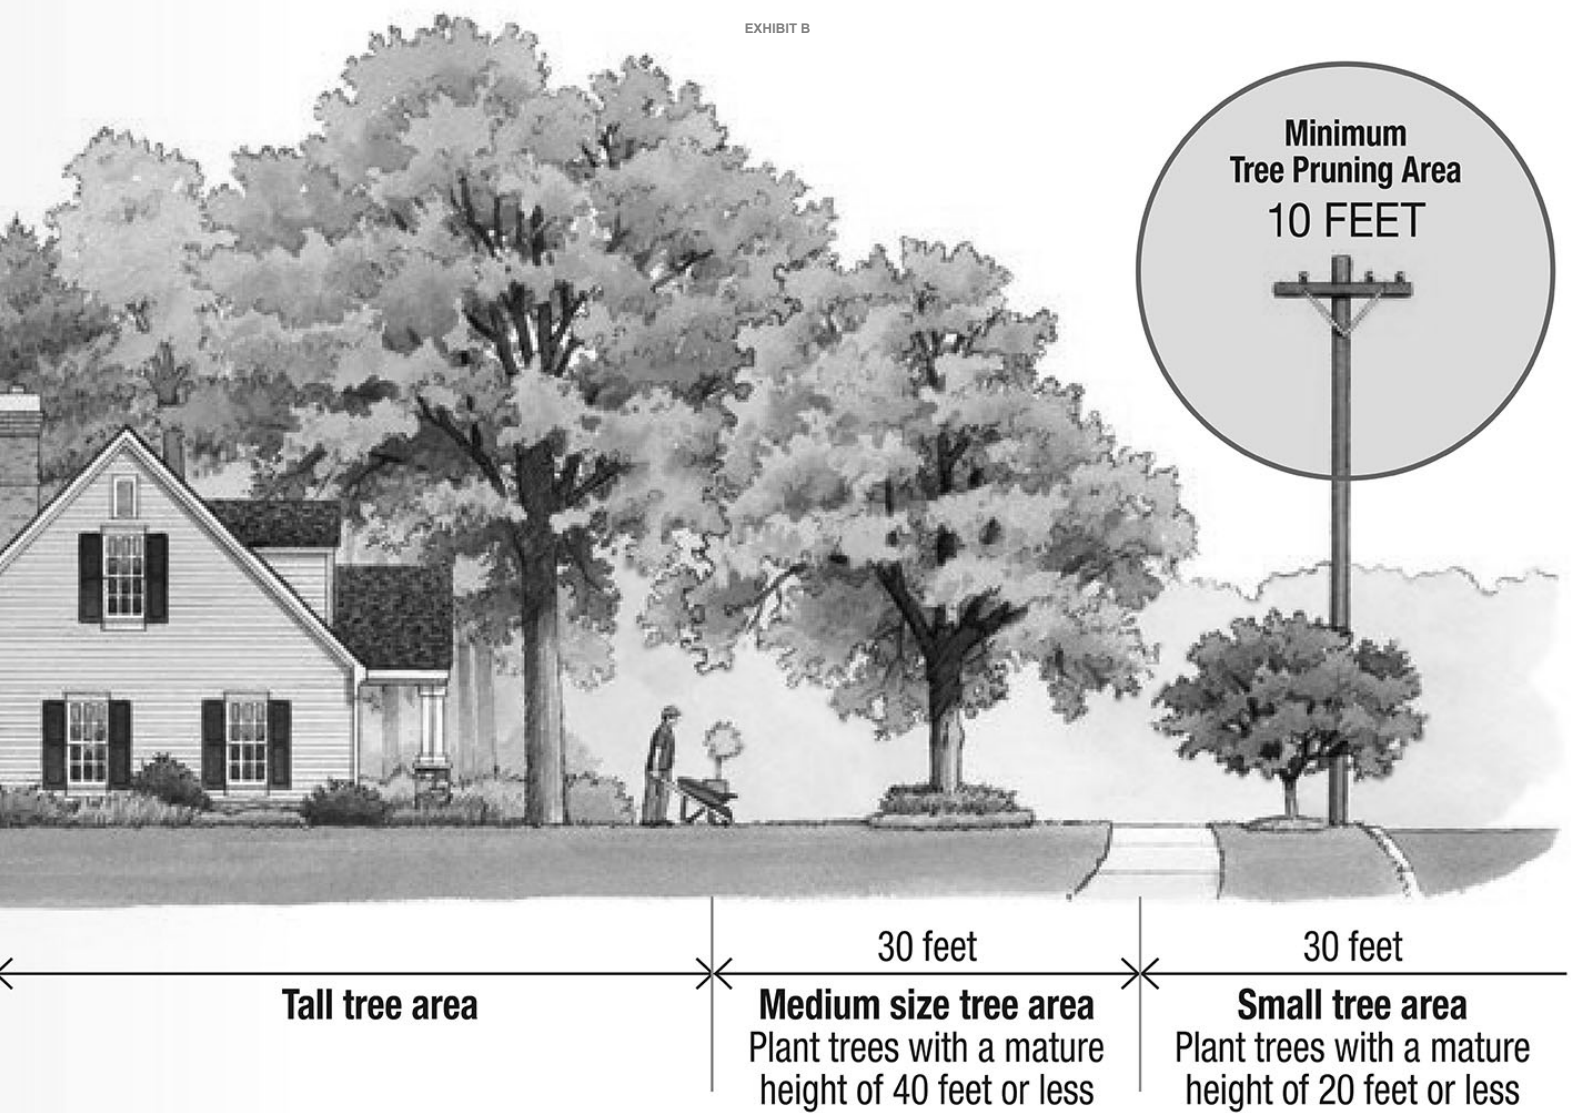 EXHIBIT B
Minimum
Tree Pruning Area
10 FEET
30 feet
30 feet
Tall tree area
Medium size tree area
Plant trees with a mature
height of 40 feet or less
Small tree area
Plant trees with a mature
height of 20 feet or less